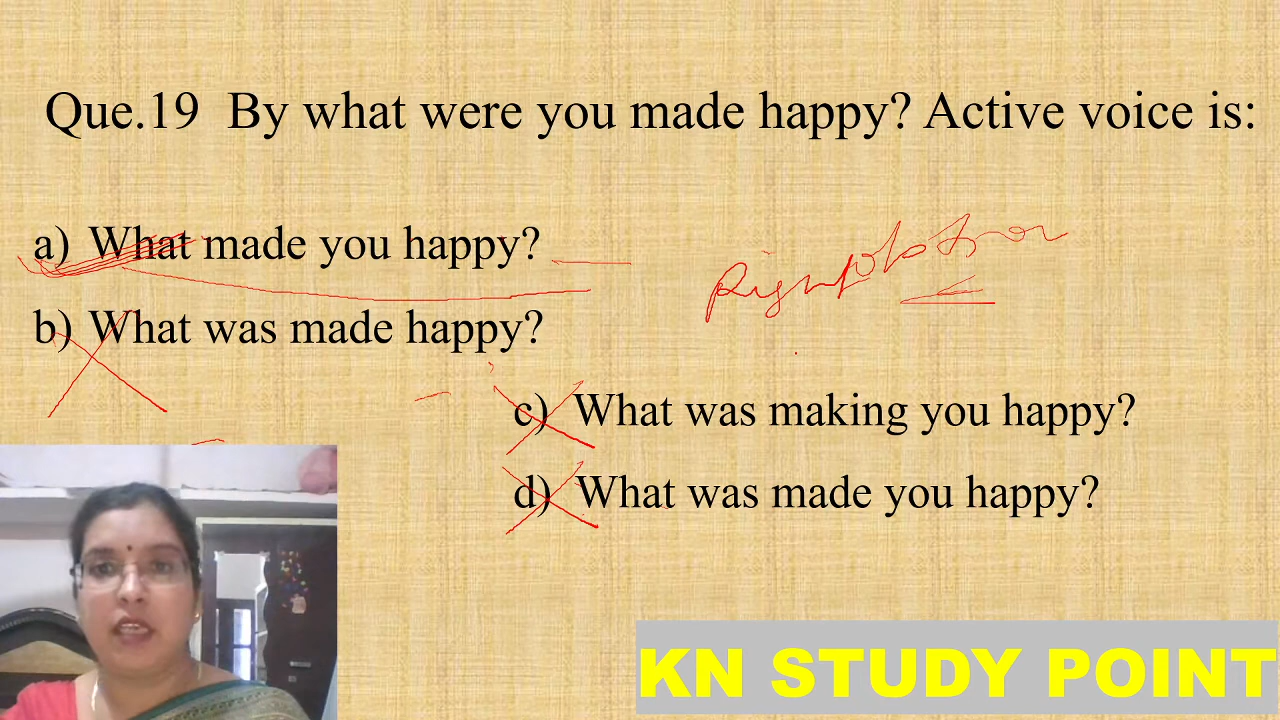 Que.19 By what were you made happy? Active voice is:
a) What made you happy?
b) What was made happy?
c) What was making you happy?
d) What was made you happy?
KN STUDY POINT